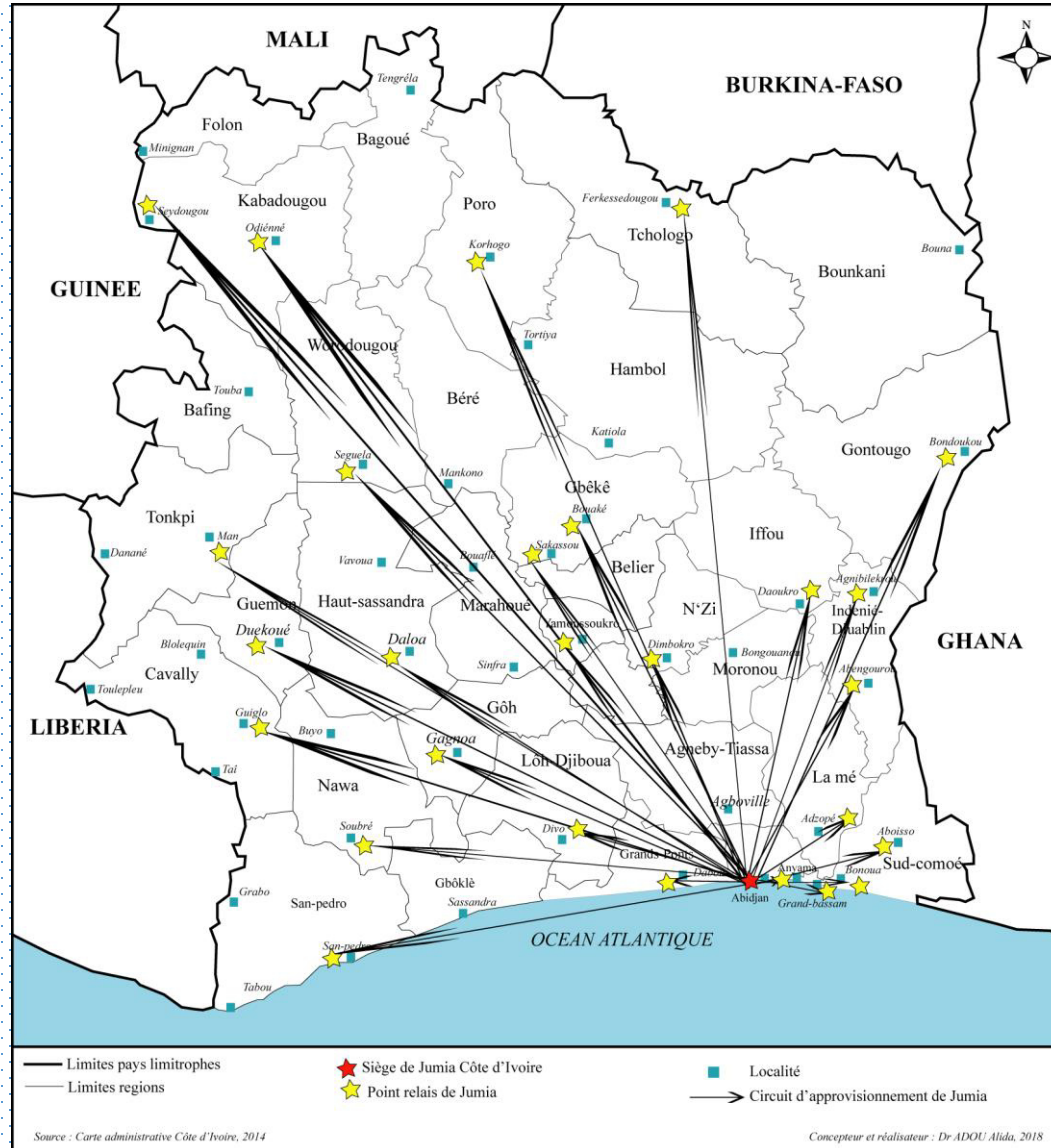 MALI
BURKINA-FASO
N
Tengréla
Folon
Bagoué
Minignan
Kabadougou
Poro
Ferkessedougou
Seydougou
Odiénné
Tchologo
Korhogo
Bouna
Bounkani
GUINEE
Worodougou
Tortiya
Hambol
Béré
Touba
Bafing
Katiola
Gontougo
Bondoukou
Seguela
Mankono
Gbêkê
Bouaké
Tonkpi
Iffou
Man
Danané
Sakassou
Vavoua
Bouaflé
Belier
Agnibilekrou
Daoukro
Guemon
Haut-sassandra
Marahoue
N'Zi
Indenié-Djuablin
Yamoussoukro
Duekoué
Daloa
Dimbokro
GHANA
Blolequin
Bongouanou
Cavally
Sinfra
Moronou
Abengourou
Toulepleu
Gôh
LIBERIA
Guiglo
Buyo
Gagnoa
Lôh-Djiboua
Agneby-Tiassa
Taï
Nawa
La mé
Agboville
Soubré
Divo
Adzopé
Aboisso
Grands Ponts
Sud-comoé
Gbôklè
Dabou
Anyama
Bonoua
Grabo
San-pedro
Sassandra
Abidjan
Grand-bassam
OCEAN ATLANTIQUE
San-pedro
Tabou
Limites pays limitrophes
Siège de Jumia Côte d'Ivoire
Localité
Limites regions
Point relais de Jumia
Circuit d'approvisionnement de Jumia
Source : Carte administrative Côte d'Ivoire, 2014
Concepteur et réalisateur : Dr ADOU Alida, 2018